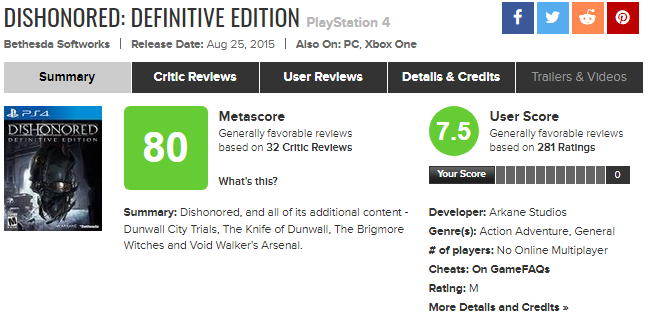 DISHONORED: DEFINITIVE EDITION PlayStation 4
Bethesda Softworks | Release Date: Aug 25, 2015 | Also On: PC, Xbox One
Summary Critic Reviews User Reviews Details & Credits Trailers & Videos
PS4
DISHONORED
DEFINITIVE EDITION
80
Metascore
Generally favorable reviews
based on 32 Critic Reviews
What's this?
7.5
User Score
Generally favorable reviews
based on 281 Ratings
Your Score 0
Summary: Dishonored, and all of its additional content -
Dunwall City Trials, The Knife of Dunwall, The Brigmore
Witches and Void Walker's Arsenal.
Developer: Arkane Studios
Genre(s): Action Adventure, General
# of players: No Online Multiplayer
Cheats: On GameFAQs
Rating: M
More Details and Credits »